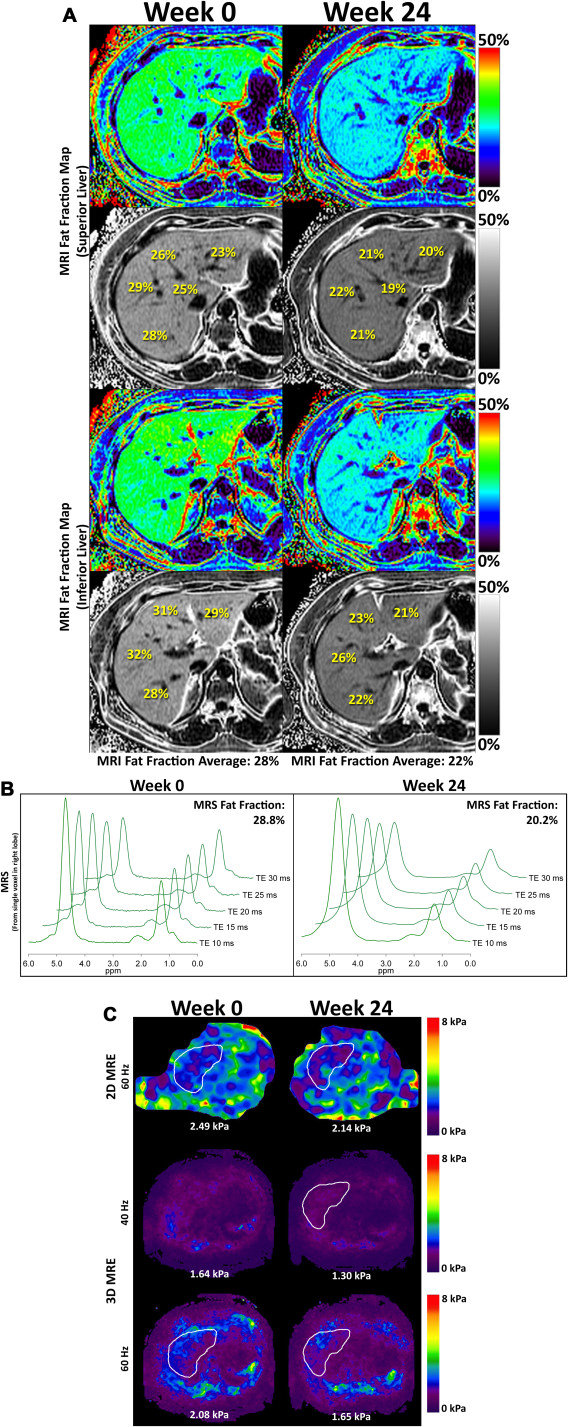 Week 0 Week 24
A
50%
MRI Fat Fraction Map
(Superior Liver)
0%
50%
26% 23% 21% 20%
29% 25% 22% 19%
28% 21%
0%
50%
MRI Fat Fraction Map
(Inferior Liver)
0%
50%
31% 29% 23% 21%
32% 26%
28% 22%
0%
MRI Fat Fraction Average: 28% MRI Fat Fraction Average: 22%
B
Week 0 Week 24
MRS Fat Fraction:
28.8%
MRS Fat Fraction:
20.2%
MRS
(From single voxel in right lobe)
TE 30 ms
TE 25 ms
TE 20 ms
TE 15 ms
TE 10 ms
6.0 5.0 4.0 3.0 2.0 1.0 0.0
ppm
TE 30 ms
TE 25 ms
TE 20 ms
TE 15 ms
TE 10 ms
6.0 5.0 4.0 3.0 2.0 1.0 0.0
ppm
C
Week 0 Week 24
2D MRE
60 Hz
8 kPa
0 kPa
2.49 kPa 2.14 kPa
3D MRE
40 Hz
8 kPa
0 kPa
1.64 kPa 1.30 kPa
60 Hz
8 kPa
0 kPa
2.08 kPa 1.65 kPa